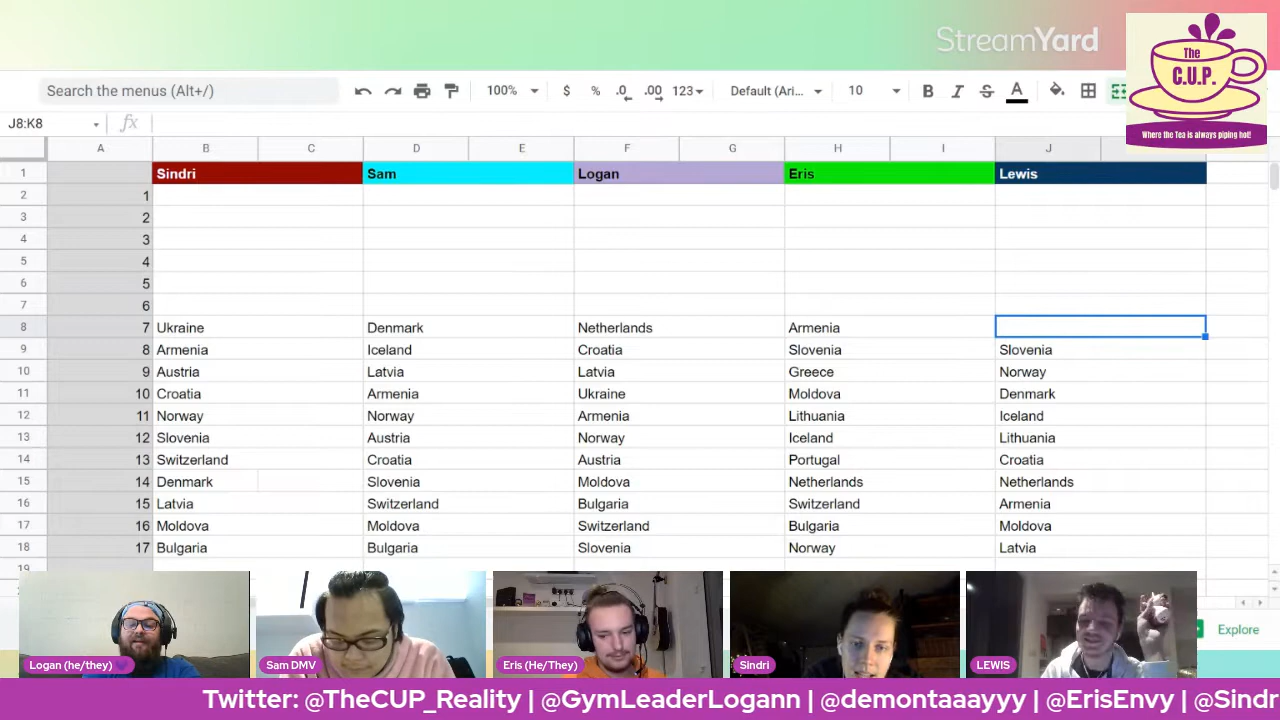 StreamYard
The
C.U.P.
Where the Tea is always piping hot!
Search the menus (Alt+/)
100%
$
%
.0
.00
123
Default (Ari...
10
B
I
S
A
J8:K8
fx
A B C D E F G H I J
1 Sindri Sam Logan Eris Lewis
2 1
3 2
4 3
5 4
6 5
7 6
8 7 Ukraine Denmark Netherlands Armenia
9 8 Armenia Iceland Croatia Slovenia Slovenia
10 9 Austria Latvia Latvia Greece Norway
11 10 Croatia Armenia Ukraine Moldova Denmark
12 11 Norway Norway Armenia Lithuania Iceland
13 12 Slovenia Austria Norway Iceland Lithuania
14 13 Switzerland Croatia Austria Portugal Croatia
15 14 Denmark Slovenia Moldova Netherlands Netherlands
16 15 Latvia Switzerland Bulgaria Switzerland Armenia
17 16 Moldova Moldova Switzerland Bulgaria Moldova
18 17 Bulgaria Bulgaria Slovenia Norway Latvia
19
Explore
Logan (he/they)
Sam DMV
Eris (He/They)
Sindri
LEWIS
Twitter: @TheCUP_Reality | @GymLeaderLogann | @demontaaayyy | @ErisEnvy | @Sindr